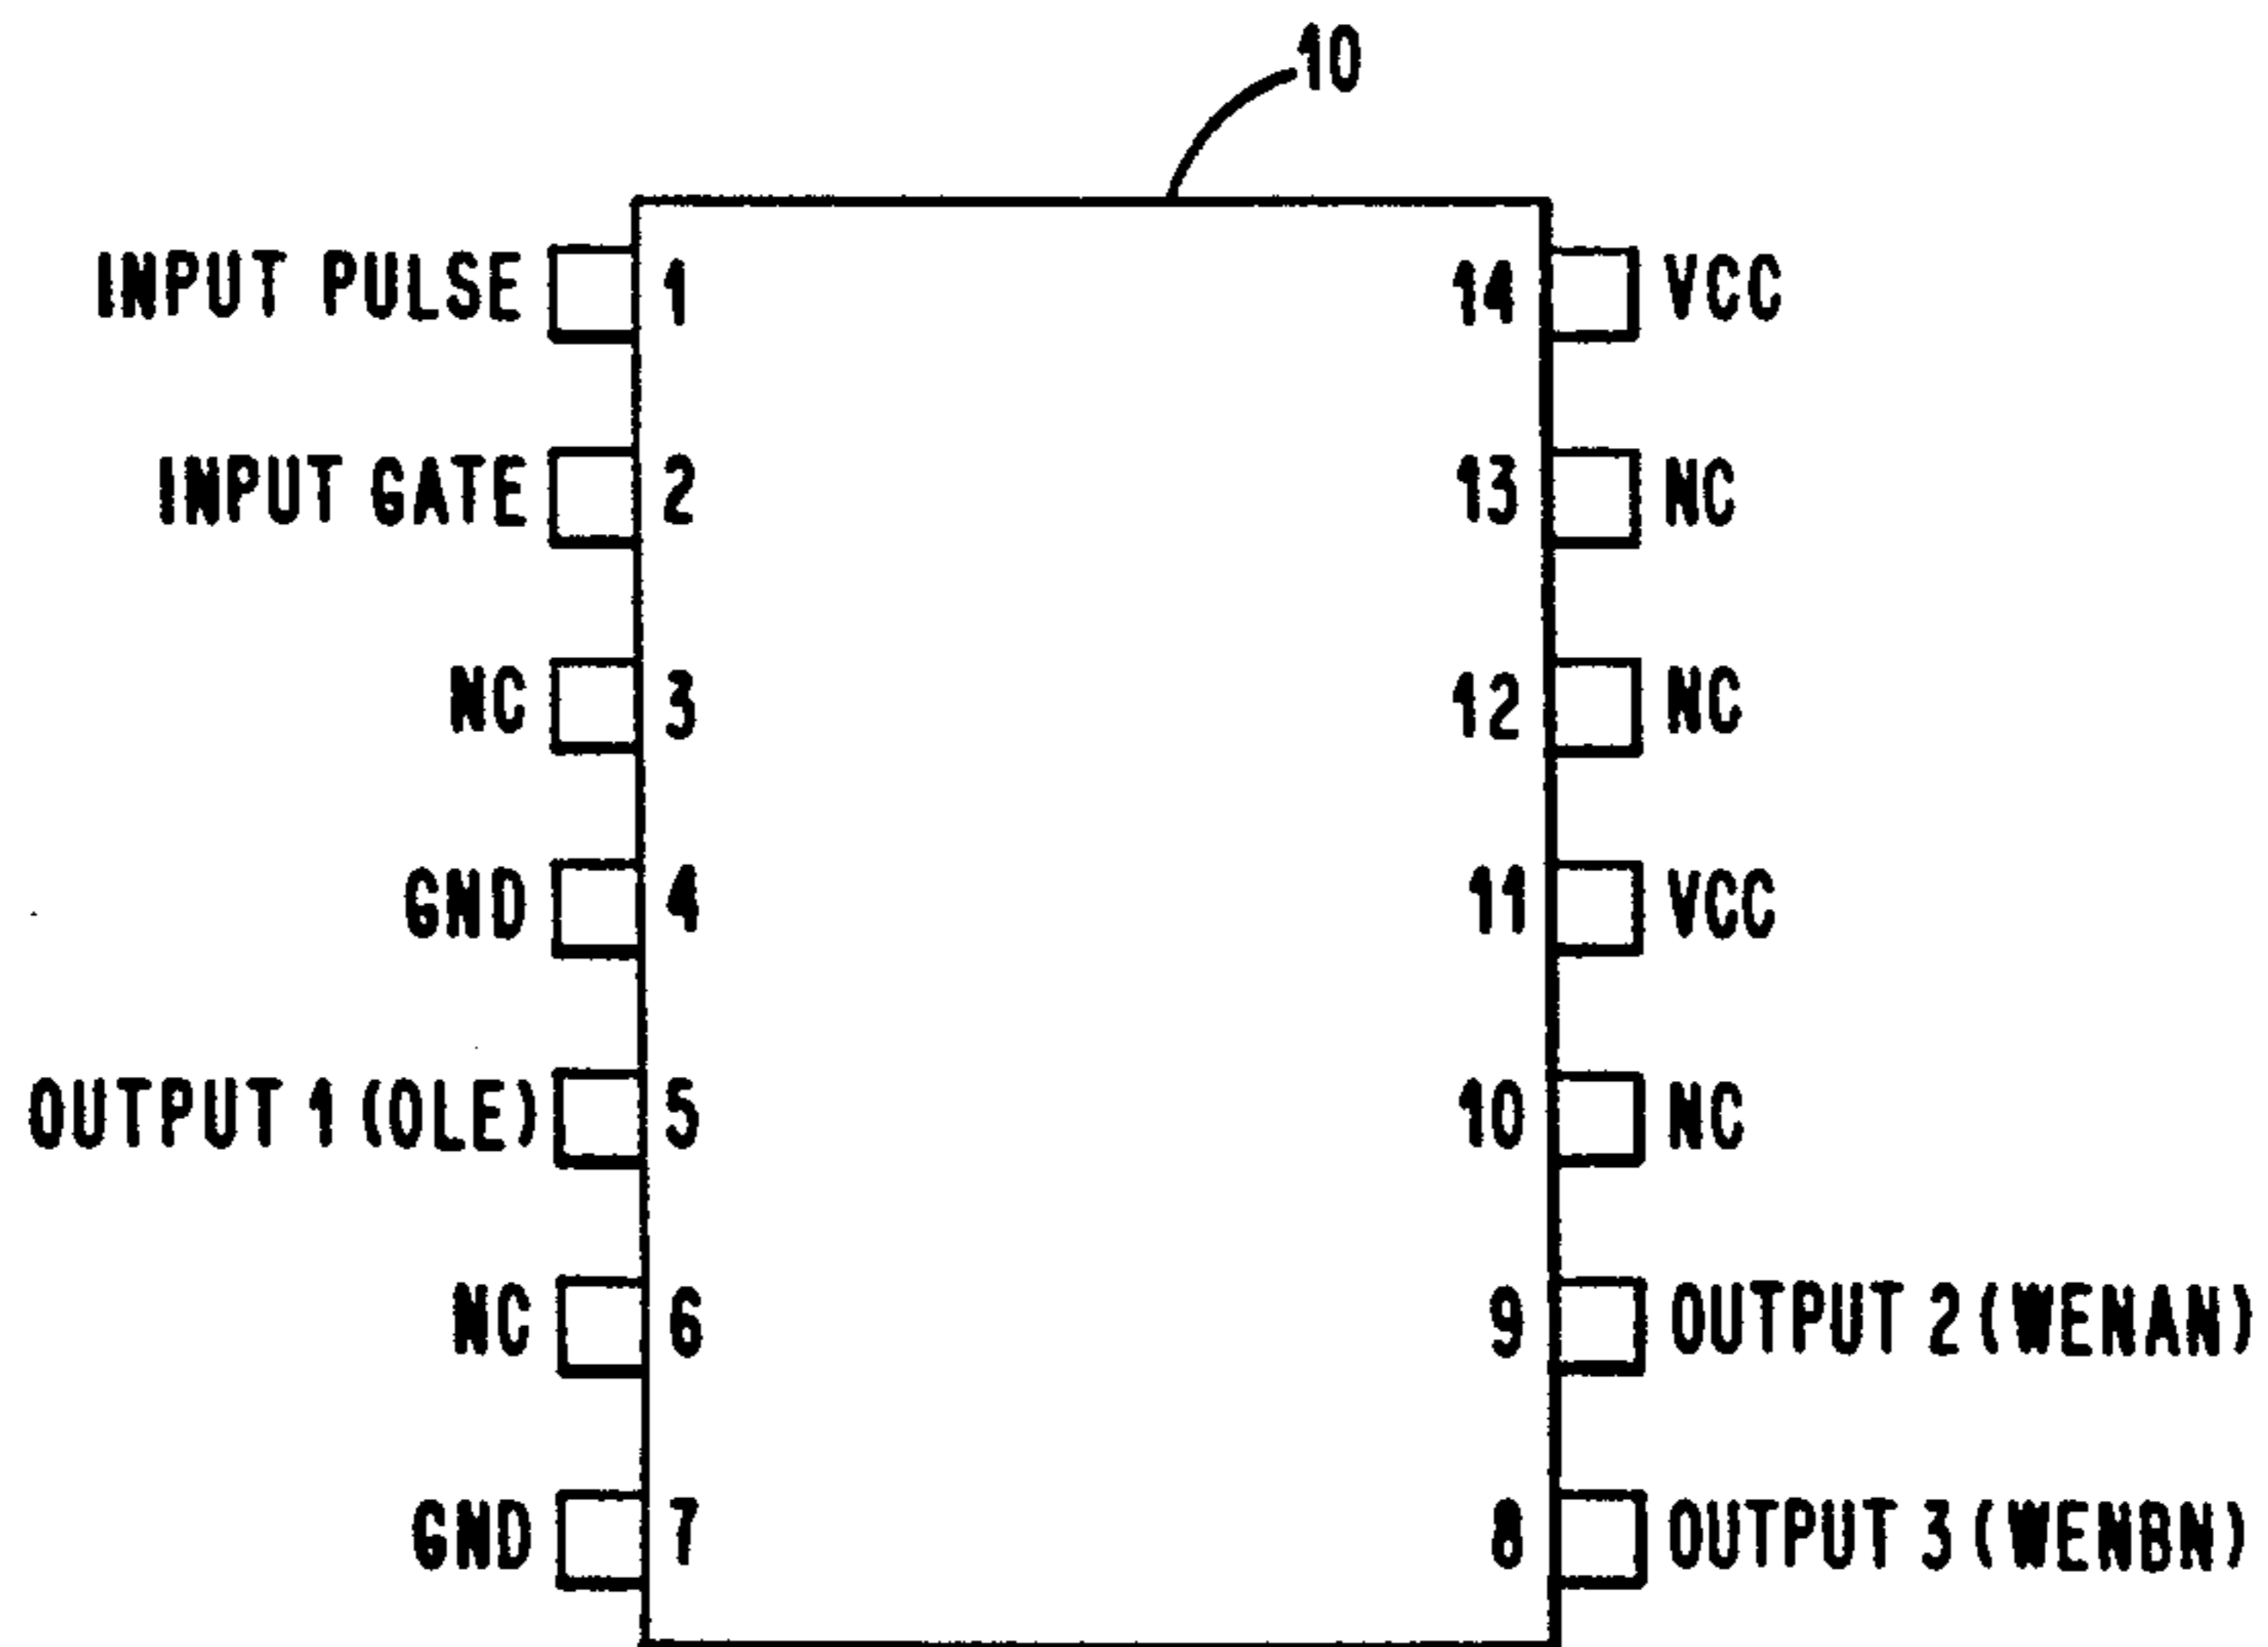 10
INPUT PULSE 1 14 VCC
INPUT GATE 2 13 NC
NC 3 12 NC
GND 4 11 VCC
OUTPUT 1 (OLE) 5 10 NC
NC 6 9 OUTPUT 2 (WENAN)
GND 7 8 OUTPUT 3 (WENBN)